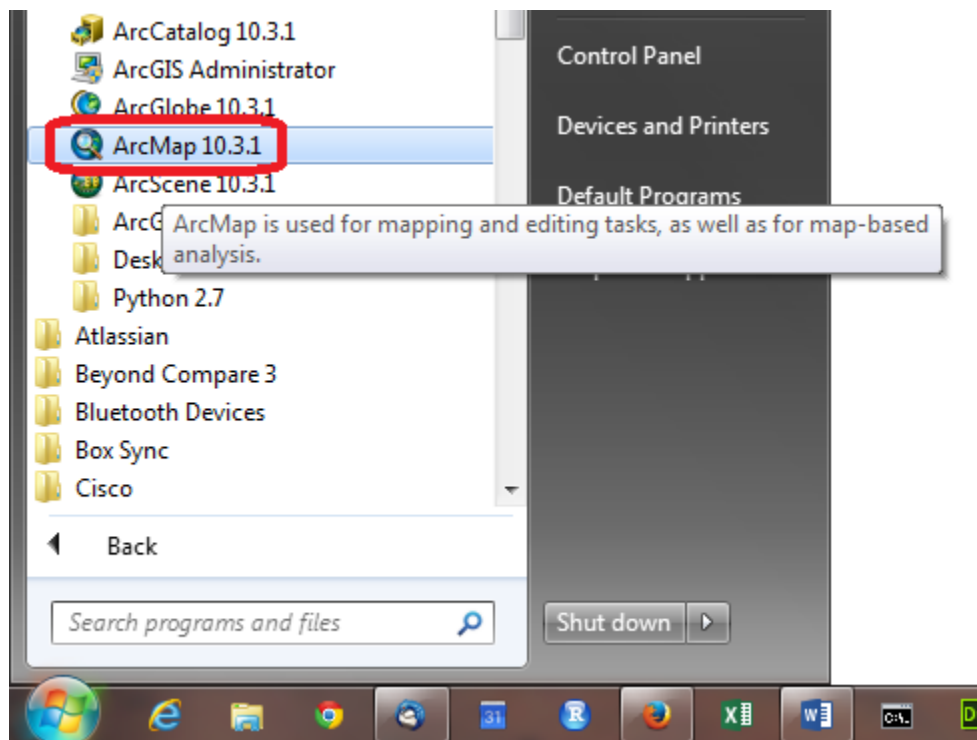 ArcCatalog 10.3.1
ArcGIS Administrator
ArcGlobe 10.3.1
ArcMap 10.3.1
ArcScene 10.3.1
ArcG
Desk
Python 2.7
Atlassian
Beyond Compare 3
Bluetooth Devices
Box Sync
Cisco
Back
Search programs and files
Control Panel
Devices and Printers
Default Programs
ArcMap is used for mapping and editing tasks, as well as for map-based
analysis.
Shut down
31
R
X
W
C:\.
D